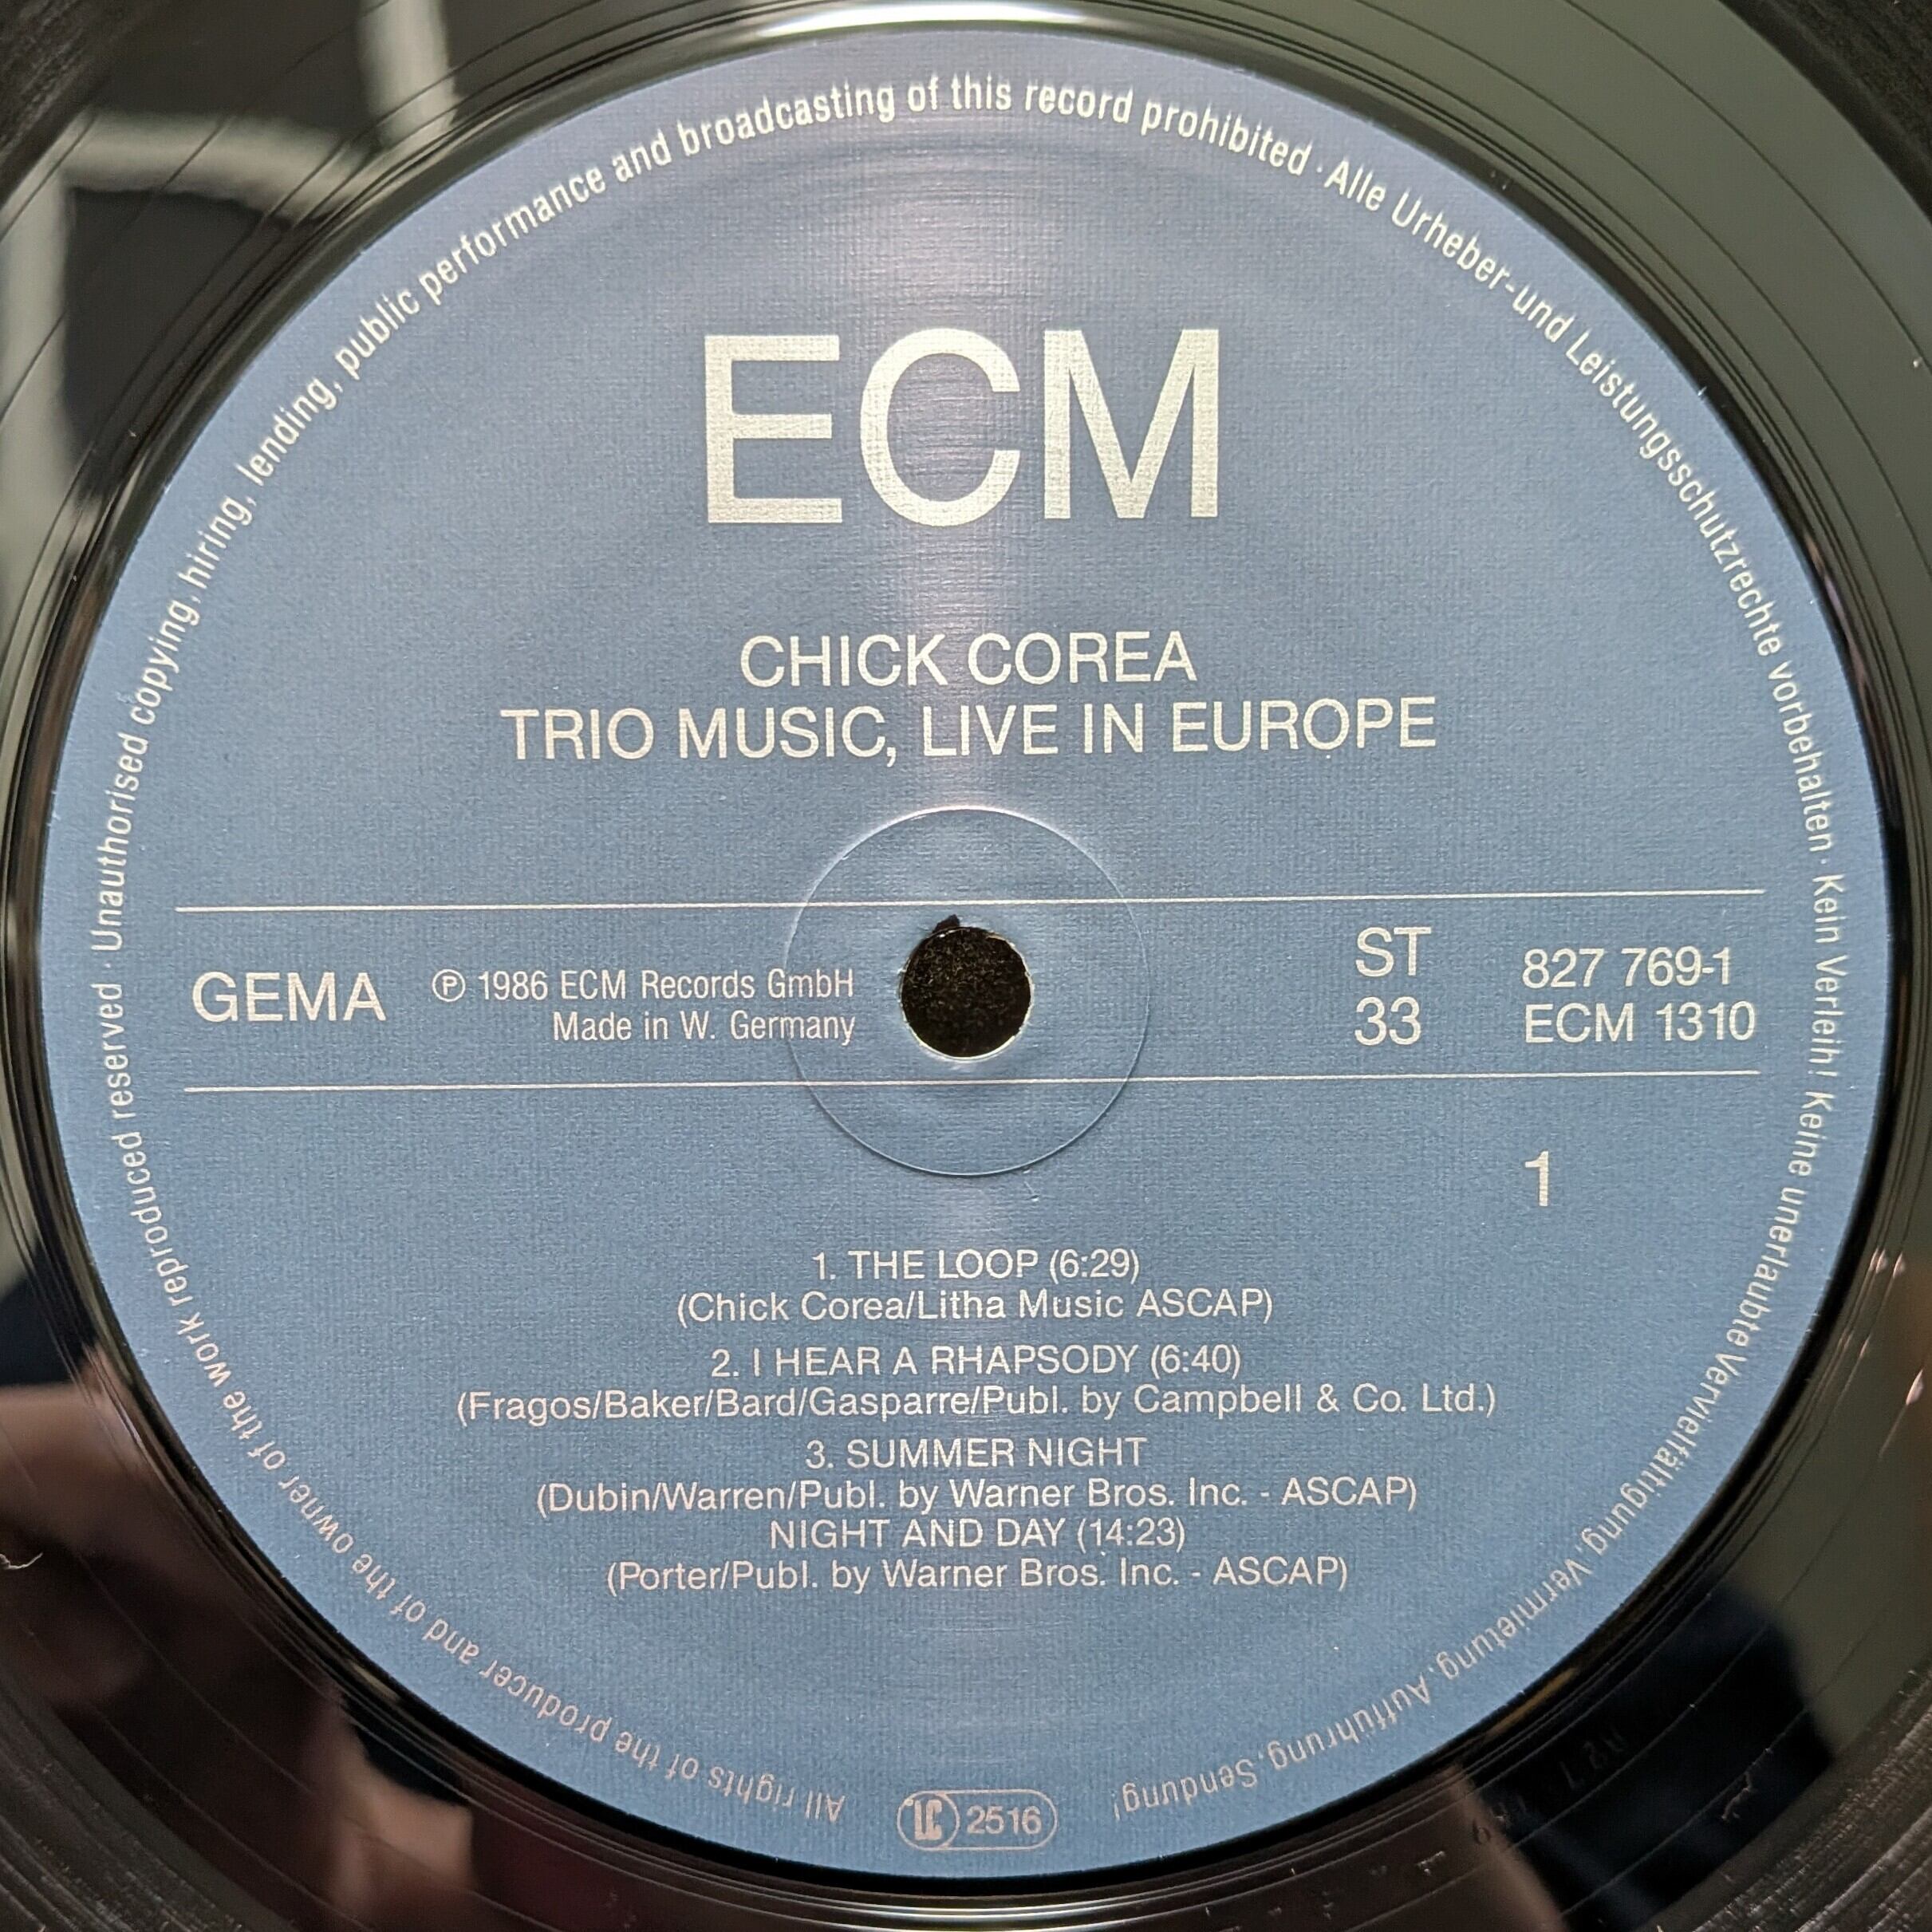 All rights of the producer and of the owner of the work reproduced reserved · Unauthorised copying, hiring, lending, public performance and broadcasting of this record prohibited · Alle Urheber-und Leistungsschutzrechte vorbehalten · Kein Verleih! Keine unerlaubte Vervielfältigung, Vermietung, Aufführung, Sendung!
ECM
CHICK COREA
TRIO MUSIC, LIVE IN EUROPE
GEMA
℗ 1986 ECM Records GmbH
Made in W. Germany
ST
33
827 769-1
ECM 1310
1
1. THE LOOP (6:29)
(Chick Corea/Litha Music ASCAP)
2. I HEAR A RHAPSODY (6:40)
(Fragos/Baker/Bard/Gasparre/Publ. by Campbell & Co. Ltd.)
3. SUMMER NIGHT
(Dubin/Warren/Publ. by Warner Bros. Inc. - ASCAP)
NIGHT AND DAY (14:23)
(Porter/Publ. by Warner Bros. Inc. - ASCAP)
LC 2516